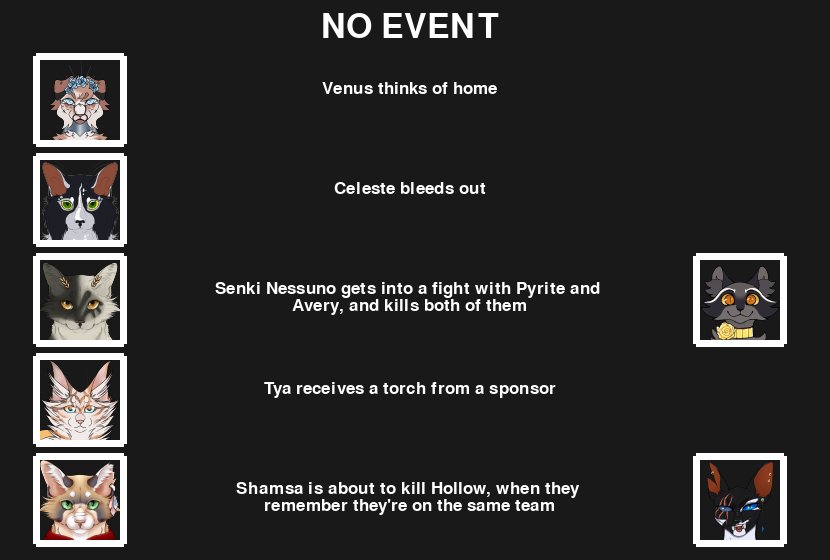 NO EVENT
Venus thinks of home
Celeste bleeds out
Senki Nessuno gets into a fight with Pyrite and
Avery, and kills both of them
Tya receives a torch from a sponsor
Shamsa is about to kill Hollow, when they
remember they're on the same team